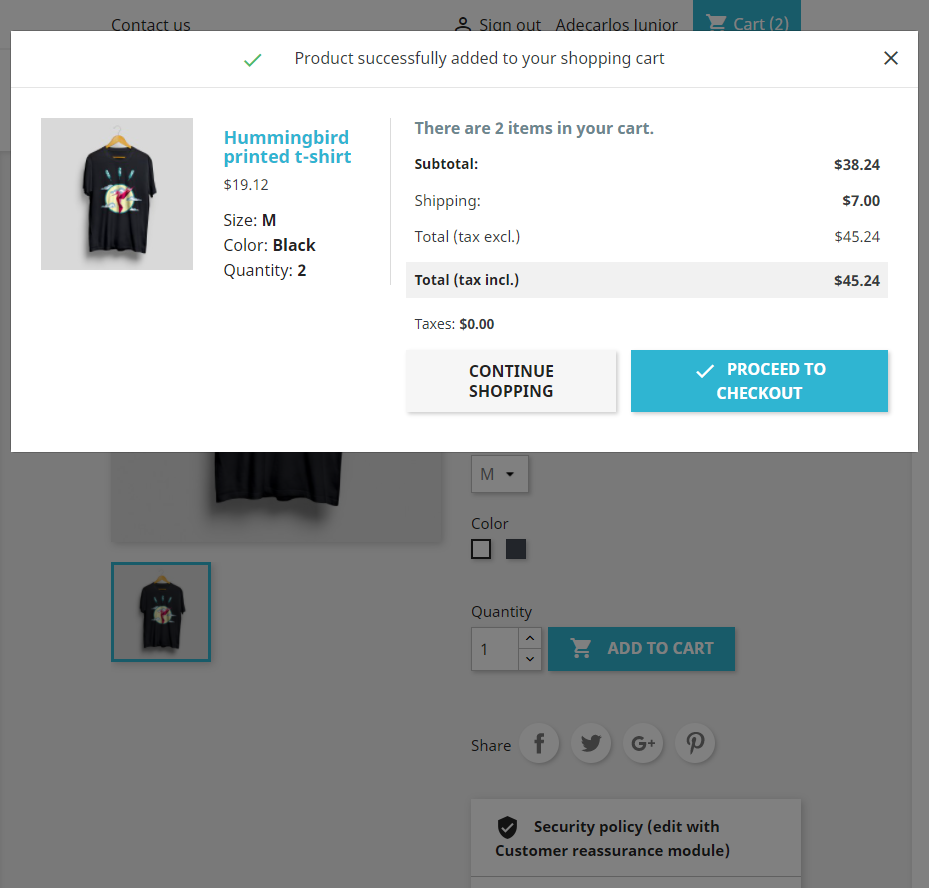 Contact us
Sign out Adecarlos Junior
Cart (2)
Product successfully added to your shopping cart
Hummingbird
printed t-shirt
$19.12
Size: M
Color: Black
Quantity: 2
There are 2 items in your cart.
Subtotal: $38.24
Shipping: $7.00
Total (tax excl.) $45.24
Total (tax incl.) $45.24
Taxes: $0.00
CONTINUE
SHOPPING
PROCEED TO
CHECKOUT
M
Color
Quantity
1
ADD TO CART
Share
Security policy (edit with
Customer reassurance module)